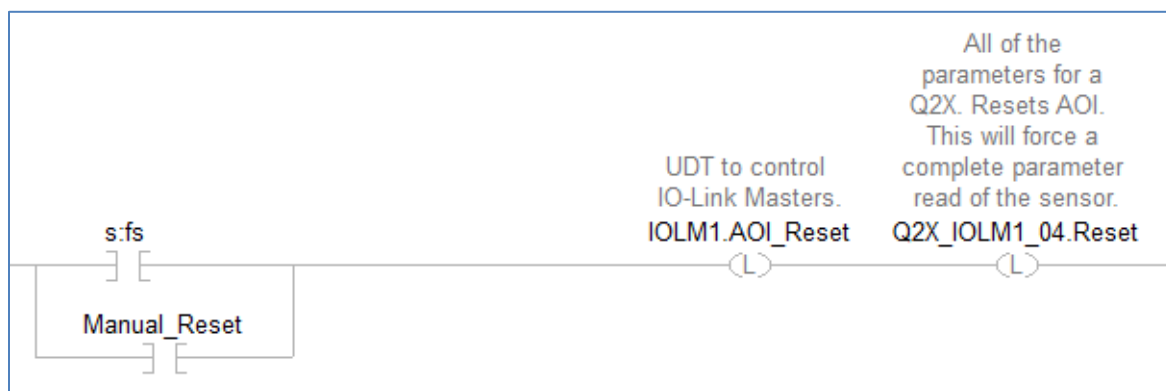 All of the
parameters for a
Q2X. Resets AOI.
This will force a
UDT to control
complete parameter
IO-Link Masters.
read of the sensor.
s:fs
IOLM1.AOI_Reset
Q2X_IOLM1_04.Reset
L
L
Manual_Reset